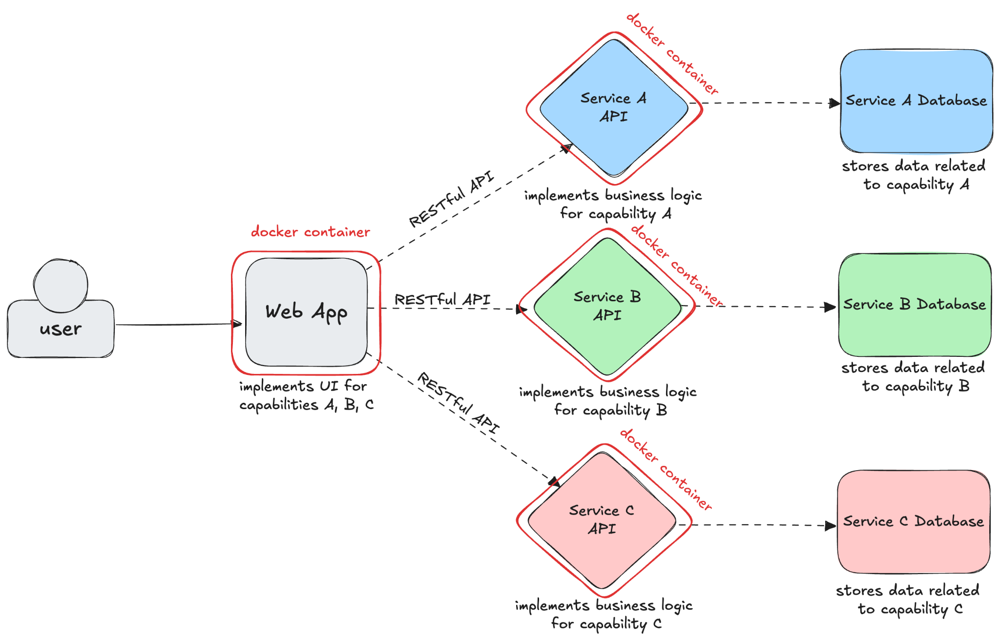 user
docker container
Web App
implements UI for
capabilities A, B, C
RESTful API
RESTful API
RESTful API
docker container
Service A
API
implements business logic
for capability A
Service A Database
stores data related
to capability A
docker container
Service B
API
implements business logic
for capability B
Service B Database
stores data related
to capability B
docker container
Service C
API
implements business logic
for capability C
Service C Database
stores data related
to capability C